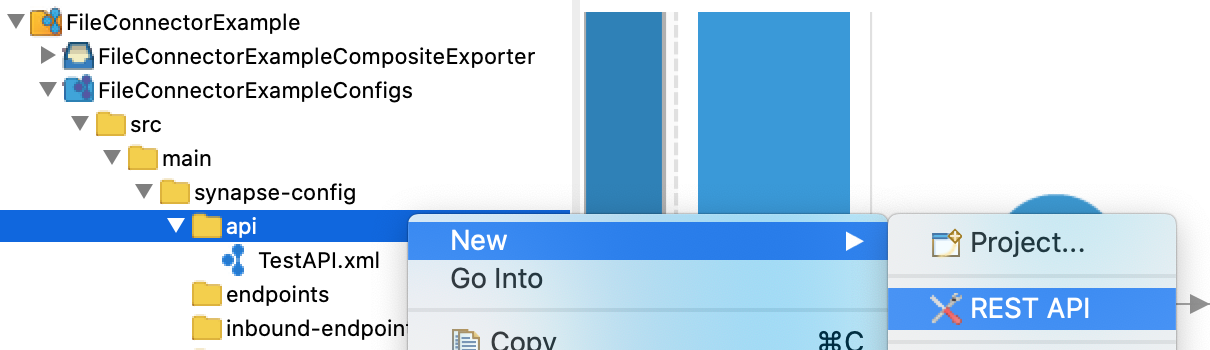 FileConnectorExample
FileConnectorExampleCompositeExporter
FileConnectorExampleConfigs
src
main
synapse-config
api
TestAPI.xml
endpoints
inbound-endpoin
New
Go Into
Copy ⌘C
Project...
REST API